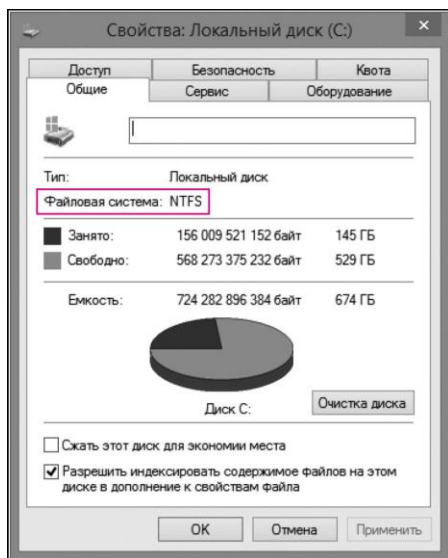 Свойства: Локальный диск (C:)
×
Доступ Безопасность Квота
Общие Сервис Оборудование
Тип: Локальный диск
Файловая система: NTFS
Занято: 156 009 521 152 байт 145 ГБ
Свободно: 568 273 375 232 байт 529 ГБ
Емкость: 724 282 896 384 байт 674 ГБ
Диск C:
Очистка диска
Сжать этот диск для экономии места
Разрешить индексировать содержимое файлов на этом
диске в дополнение к свойствам файла
OK Отмена Применить